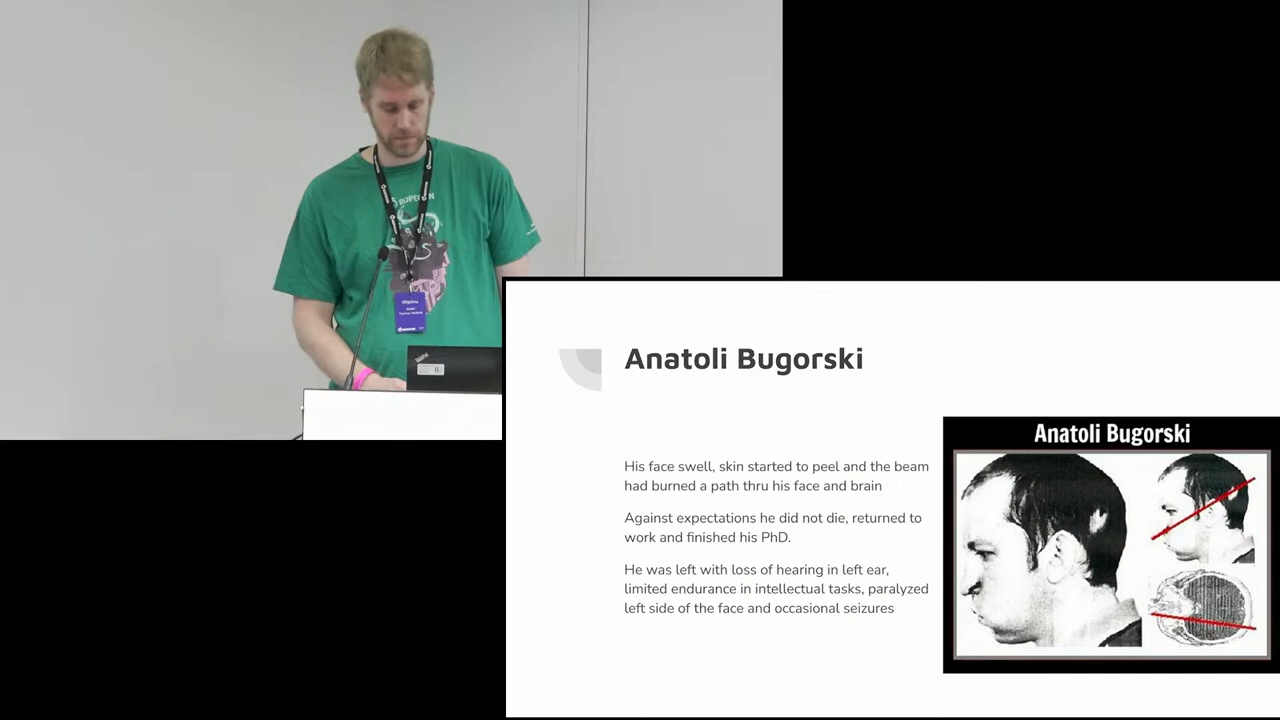 ThinkPad
Anatoli Bugorski
His face swell, skin started to peel and the beam
had burned a path thru his face and brain
Against expectations he did not die, returned to
work and finished his PhD.
He was left with loss of hearing in left ear,
limited endurance in intellectual tasks, paralyzed
left side of the face and occasional seizures
Anatoli Bugorski